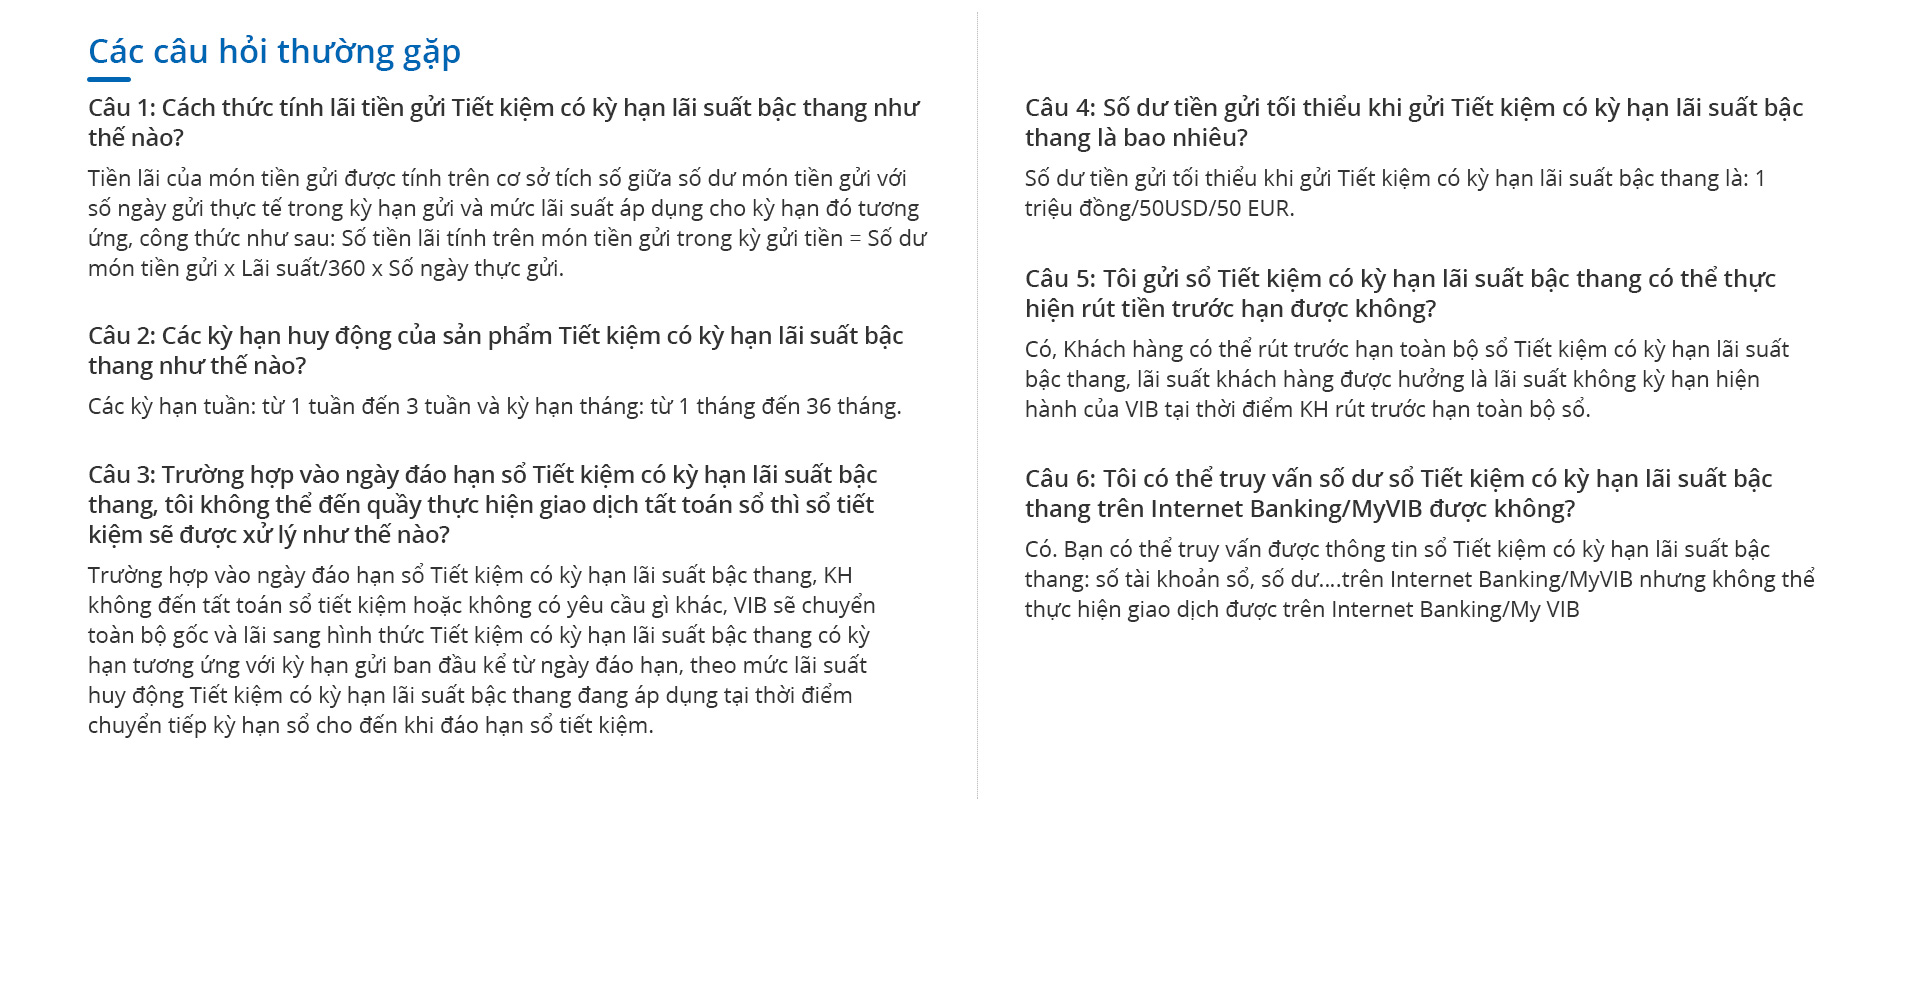 Các câu hỏi thường gặp
Câu 1: Cách thức tính lãi tiền gửi Tiết kiệm có kỳ hạn lãi suất bậc thang như
thế nào?
Tiền lãi của món tiền gửi được tính trên cơ sở tích số giữa số dư món tiền gửi với
số ngày gửi thực tế trong kỳ hạn gửi và mức lãi suất áp dụng cho kỳ hạn đó tương
ứng, công thức như sau: Số tiền lãi tính trên món tiền gửi trong kỳ gửi tiền = Số dư
món tiền gửi x Lãi suất/360 x Số ngày thực gửi.
Câu 2: Các kỳ hạn huy động của sản phẩm Tiết kiệm có kỳ hạn lãi suất bậc
thang như thế nào?
Các kỳ hạn tuần: từ 1 tuần đến 3 tuần và kỳ hạn tháng: từ 1 tháng đến 36 tháng.
Câu 3: Trường hợp vào ngày đáo hạn sổ Tiết kiệm có kỳ hạn lãi suất bậc
thang, tôi không thể đến quầy thực hiện giao dịch tất toán sổ thì sổ tiết
kiệm sẽ được xử lý như thế nào?
Trường hợp vào ngày đáo hạn sổ Tiết kiệm có kỳ hạn lãi suất bậc thang, KH
không đến tất toán sổ tiết kiệm hoặc không có yêu cầu gì khác, VIB sẽ chuyển
toàn bộ gốc và lãi sang hình thức Tiết kiệm có kỳ hạn lãi suất bậc thang có kỳ
hạn tương ứng với kỳ hạn gửi ban đầu kể từ ngày đáo hạn, theo mức lãi suất
huy động Tiết kiệm có kỳ hạn lãi suất bậc thang đang áp dụng tại thời điểm
chuyển tiếp kỳ hạn sổ cho đến khi đáo hạn sổ tiết kiệm.
Câu 4: Số dư tiền gửi tối thiểu khi gửi Tiết kiệm có kỳ hạn lãi suất bậc
thang là bao nhiêu?
Số dư tiền gửi tối thiểu khi gửi Tiết kiệm có kỳ hạn lãi suất bậc thang là: 1
triệu đồng/50USD/50 EUR.
Câu 5: Tôi gửi sổ Tiết kiệm có kỳ hạn lãi suất bậc thang có thể thực
hiện rút tiền trước hạn được không?
Có, Khách hàng có thể rút trước hạn toàn bộ sổ Tiết kiệm có kỳ hạn lãi suất
bậc thang, lãi suất khách hàng được hưởng là lãi suất không kỳ hạn hiện
hành của VIB tại thời điểm KH rút trước hạn toàn bộ sổ.
Câu 6: Tôi có thể truy vấn số dư sổ Tiết kiệm có kỳ hạn lãi suất bậc
thang trên Internet Banking/MyVIB được không?
Có. Bạn có thể truy vấn được thông tin sổ Tiết kiệm có kỳ hạn lãi suất bậc
thang: số tài khoản sổ, số dư....trên Internet Banking/MyVIB nhưng không thể
thực hiện giao dịch được trên Internet Banking/My VIB